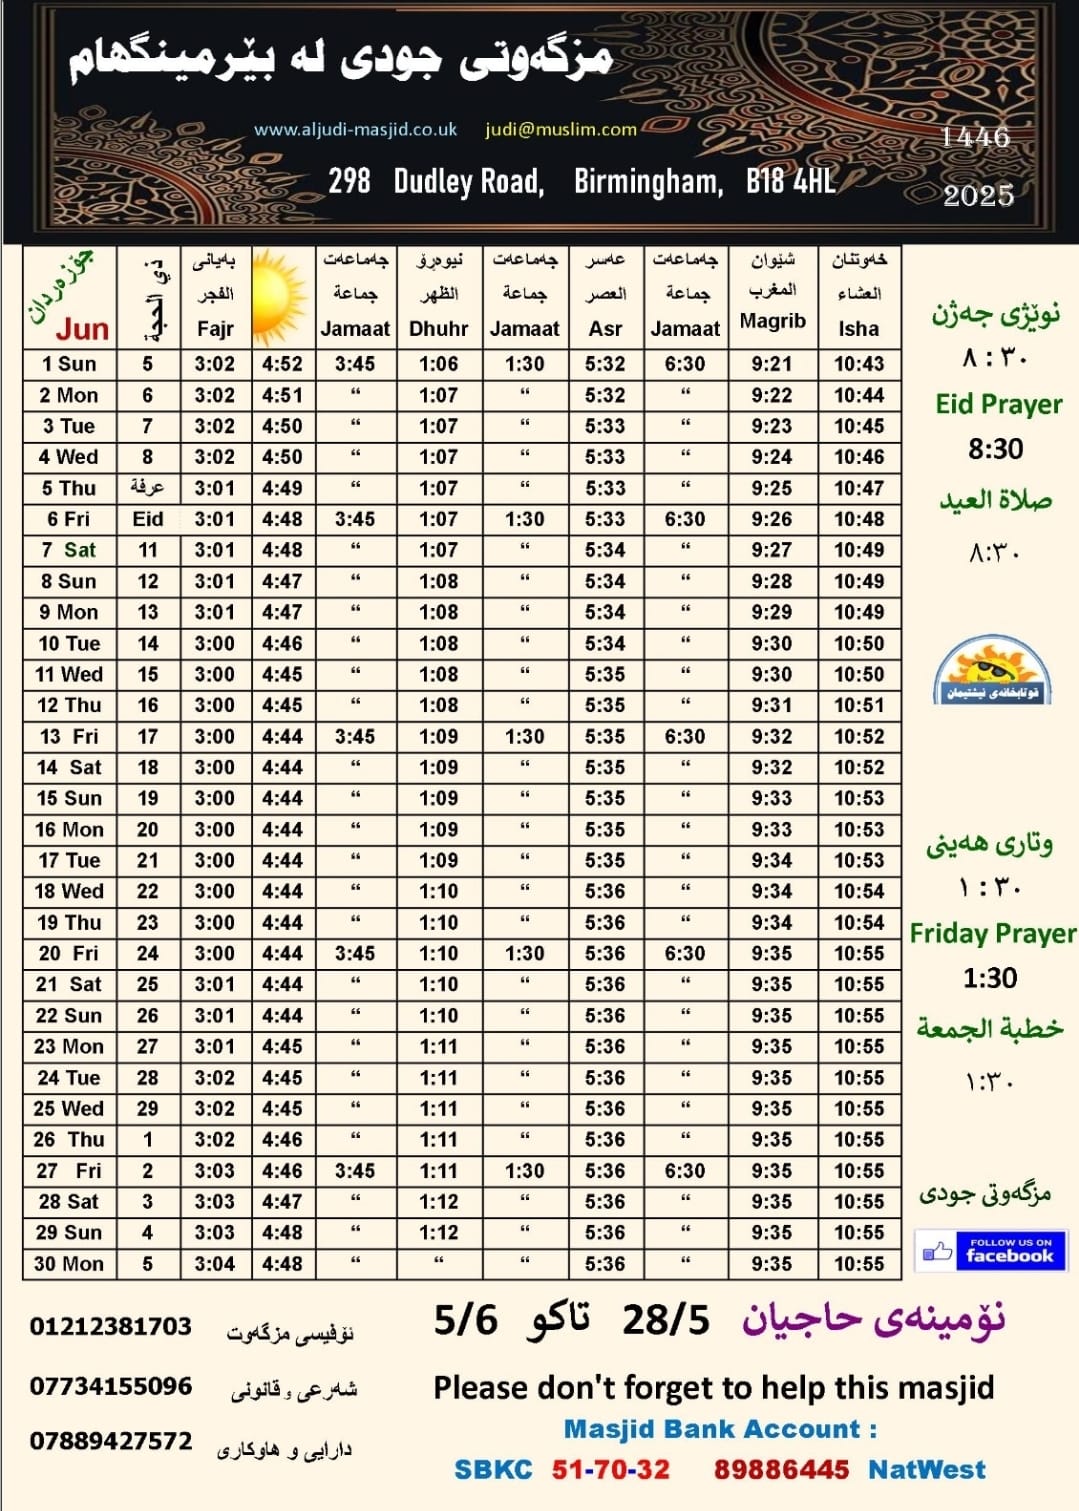 مزگەوتی جودی لە بێرمینگهام
www.aljudi-masjid.co.uk judi@muslim.com
1446
298 Dudley Road, Birmingham, B18 4HL
2025
جۆزەردان Jun ذي الحجة بەیانی الفجر Fajr جەماعەت جماعة Jamaat نیوەڕۆ الظهر Dhuhr جەماعەت جماعة Jamaat عەسر العصر Asr جەماعەت جماعة Jamaat شێوان المغرب Magrib خەوتنان العشاء Isha
1 Sun 5 3:02 4:52 3:45 1:06 1:30 5:32 6:30 9:21 10:43
2 Mon 6 3:02 4:51 “ 1:07 “ 5:32 “ 9:22 10:44
3 Tue 7 3:02 4:50 “ 1:07 “ 5:33 “ 9:23 10:45
4 Wed 8 3:02 4:50 “ 1:07 “ 5:33 “ 9:24 10:46
5 Thu عرفة 3:01 4:49 “ 1:07 “ 5:33 “ 9:25 10:47
6 Fri Eid 3:01 4:48 3:45 1:07 1:30 5:33 6:30 9:26 10:48
7 Sat 11 3:01 4:48 “ 1:07 “ 5:34 “ 9:27 10:49
8 Sun 12 3:01 4:47 “ 1:08 “ 5:34 “ 9:28 10:49
9 Mon 13 3:01 4:47 “ 1:08 “ 5:34 “ 9:29 10:49
10 Tue 14 3:00 4:46 “ 1:08 “ 5:34 “ 9:30 10:50
11 Wed 15 3:00 4:45 “ 1:08 “ 5:35 “ 9:30 10:50
12 Thu 16 3:00 4:45 “ 1:08 “ 5:35 “ 9:31 10:51
13 Fri 17 3:00 4:44 3:45 1:09 1:30 5:35 6:30 9:32 10:52
14 Sat 18 3:00 4:44 “ 1:09 “ 5:35 “ 9:32 10:52
15 Sun 19 3:00 4:44 “ 1:09 “ 5:35 “ 9:33 10:53
16 Mon 20 3:00 4:44 “ 1:09 “ 5:35 “ 9:33 10:53
17 Tue 21 3:00 4:44 “ 1:09 “ 5:35 “ 9:34 10:53
18 Wed 22 3:00 4:44 “ 1:10 “ 5:36 “ 9:34 10:54
19 Thu 23 3:00 4:44 “ 1:10 “ 5:36 “ 9:34 10:54
20 Fri 24 3:00 4:44 3:45 1:10 1:30 5:36 6:30 9:35 10:55
21 Sat 25 3:01 4:44 “ 1:10 “ 5:36 “ 9:35 10:55
22 Sun 26 3:01 4:44 “ 1:10 “ 5:36 “ 9:35 10:55
23 Mon 27 3:01 4:45 “ 1:11 “ 5:36 “ 9:35 10:55
24 Tue 28 3:02 4:45 “ 1:11 “ 5:36 “ 9:35 10:55
25 Wed 29 3:02 4:45 “ 1:11 “ 5:36 “ 9:35 10:55
26 Thu 1 3:02 4:46 “ 1:11 “ 5:36 “ 9:35 10:55
27 Fri 2 3:03 4:46 3:45 1:11 1:30 5:36 6:30 9:35 10:55
28 Sat 3 3:03 4:47 “ 1:12 “ 5:36 “ 9:35 10:55
29 Sun 4 3:03 4:48 “ 1:12 “ 5:36 “ 9:35 10:55
30 Mon 5 3:04 4:48 “ “ “ 5:36 “ 9:35 10:55
نوێژی جەژن
٨ : ٣٠
Eid Prayer
8:30
صلاة العيد
٨:٣٠
قوتابخانەی نیشتیمان
وتاری هەینی
١ : ٣٠
Friday Prayer
1:30
خطبة الجمعة
١:٣٠
مزگەوتی جودی
FOLLOW US ON
facebook
نۆمینەی حاجیان 28/5 تاكو 5/6
01212381703 ئۆفیسی مزگەوت
07734155096 شەرعی و قانونی
07889427572 دارایی و هاوکاری
Please don't forget to help this masjid
Masjid Bank Account :
SBKC 51-70-32 89886445 NatWest